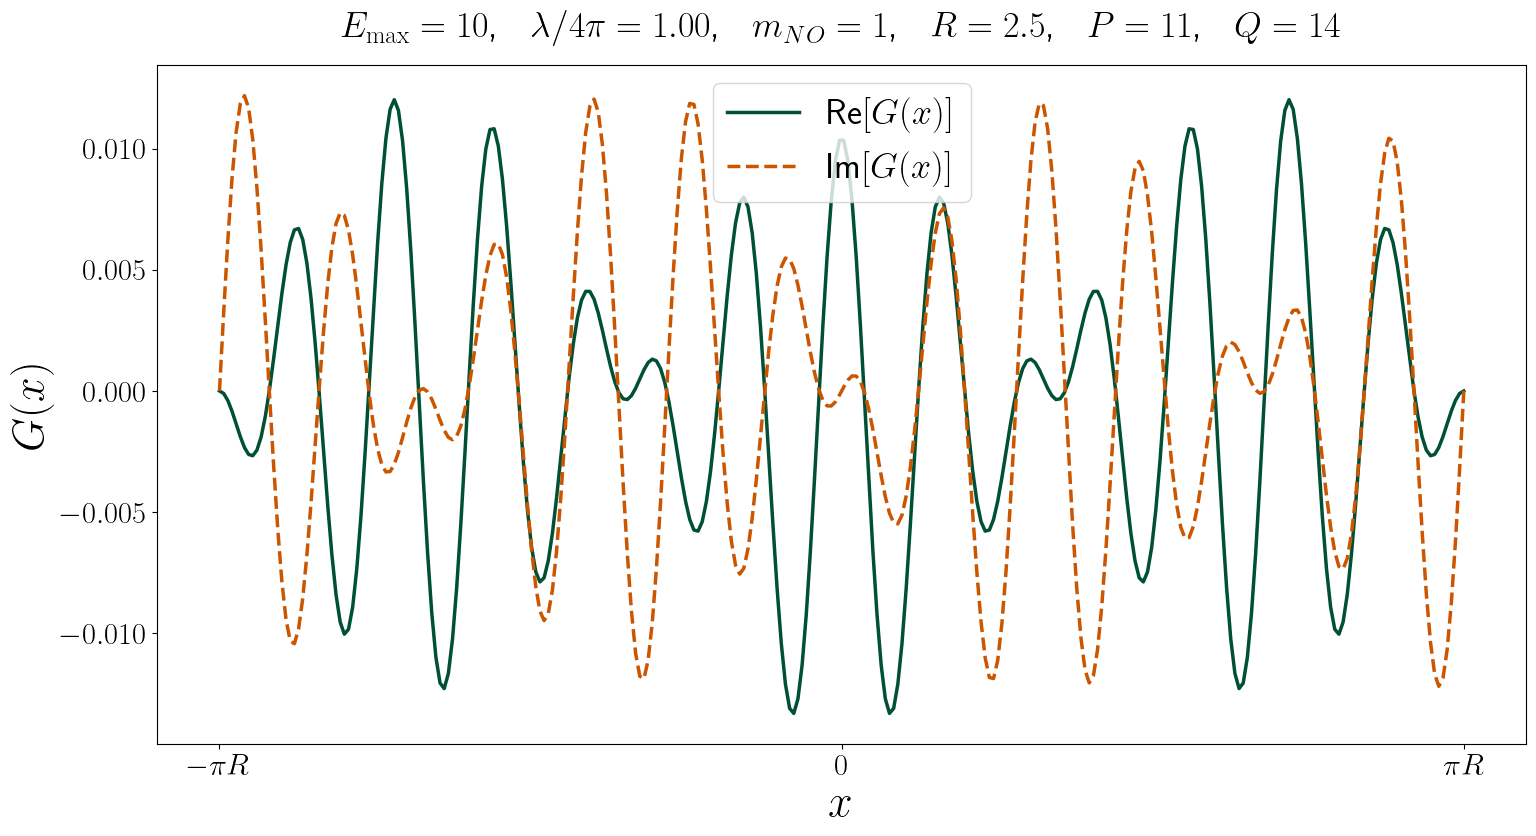 E_max = 10, λ/4π = 1.00, m_NO = 1, R = 2.5, P = 11, Q = 14
Re[G(x)]
Im[G(x)]
0.010
0.005
0.000
−0.005
−0.010
G(x)
−πR 0 πR
x